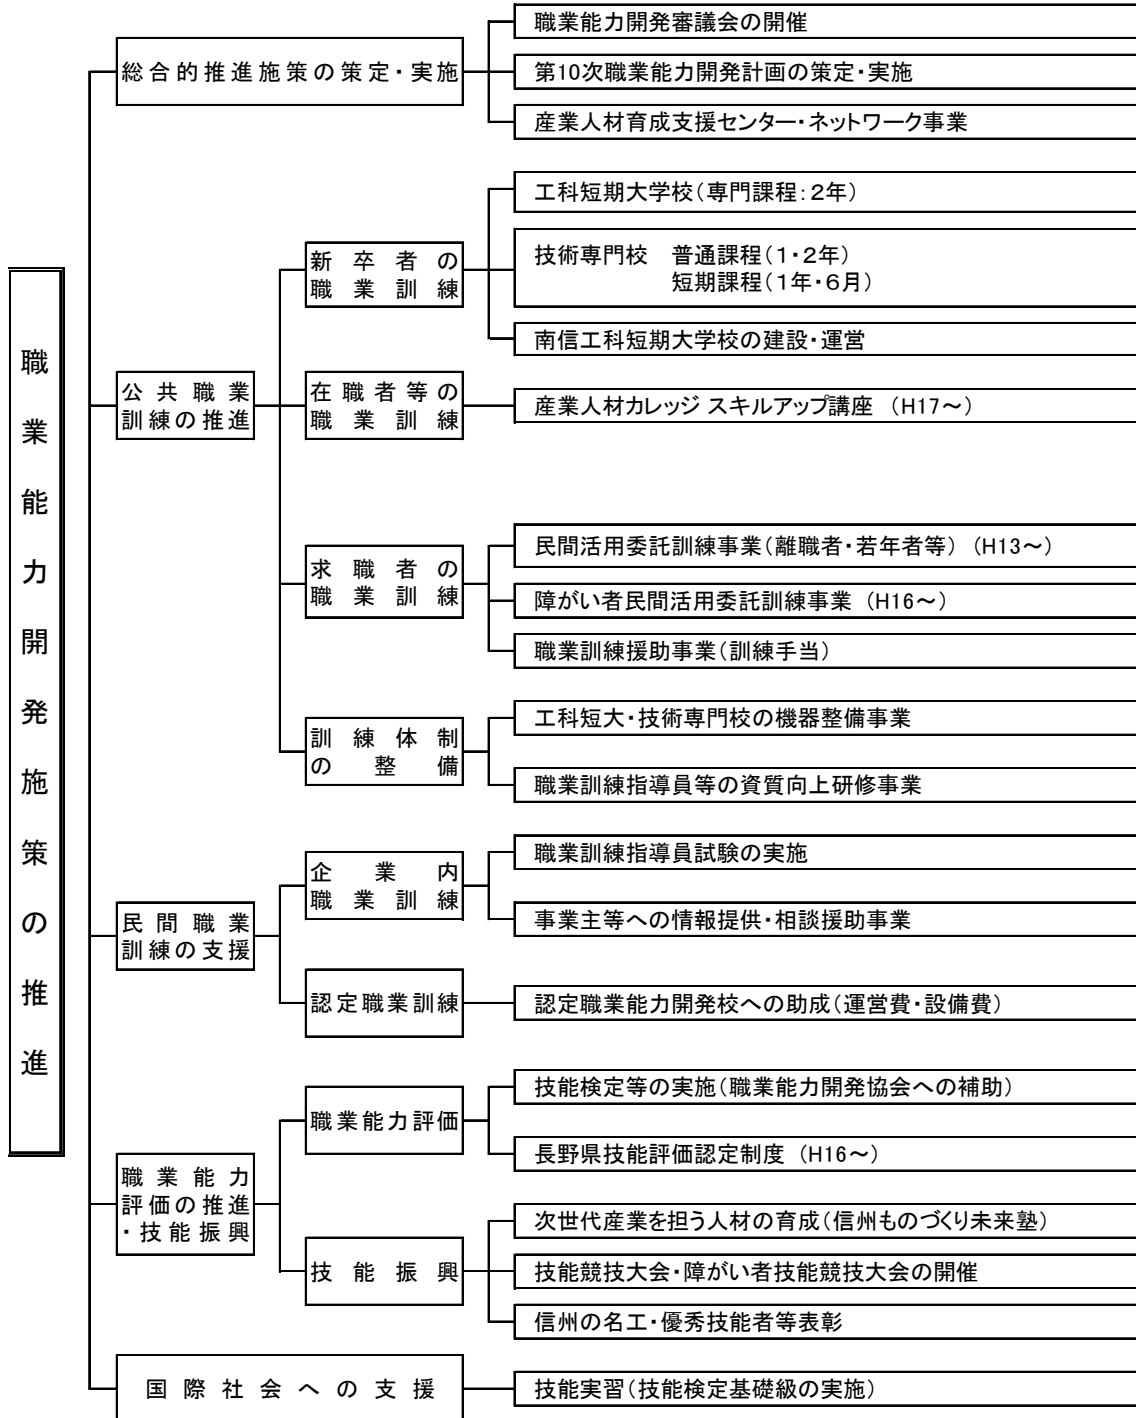 職業能力開発施策の推進
総合的推進施策の策定・実施
職業能力開発審議会の開催
第10次職業能力開発計画の策定・実施
産業人材育成支援センター・ネットワーク事業
公共職業
訓練の推進
新卒者の
職業訓練
工科短期大学校（専門課程：２年）
技術専門校　普通課程（１・２年）
短期課程（１年・６月）
南信工科短期大学校の建設・運営
在職者等の
職業訓練
産業人材カレッジ スキルアップ講座 （H17～）
求職者の
職業訓練
民間活用委託訓練事業（離職者・若年者等） （H13～）
障がい者民間活用委託訓練事業 （H16～）
職業訓練援助事業（訓練手当）
訓練体制
の整備
工科短大・技術専門校の機器整備事業
職業訓練指導員等の資質向上研修事業
民間職業
訓練の支援
企業内
職業訓練
職業訓練指導員試験の実施
事業主等への情報提供・相談援助事業
認定職業訓練
認定職業能力開発校への助成（運営費・設備費）
職業能力
評価の推進
・技能振興
職業能力評価
技能検定等の実施（職業能力開発協会への補助）
長野県技能評価認定制度 （H16～）
技能振興
次世代産業を担う人材の育成（信州ものづくり未来塾）
技能競技大会・障がい者技能競技大会の開催
信州の名工・優秀技能者等表彰
国際社会への支援
技能実習（技能検定基礎級の実施）